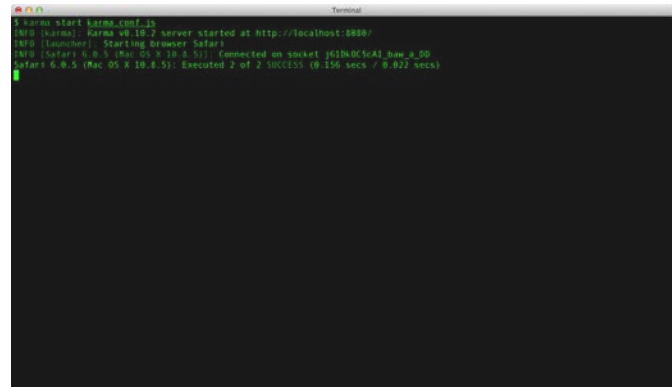 Terminal
$ karma start karma_conf.js
INFO [karma]: Karma v0.10.2 server started at http://localhost:8080/
INFO [launcher]: Starting browser Safari
INFO [Safari 6.0.5 (Mac OS X 10.8.5)]: Connected on socket
Safari 6.0.5 (Mac OS X 10.8.5): Executed 2 of 2 SUCCESS (0.156 secs / 0.022 secs)